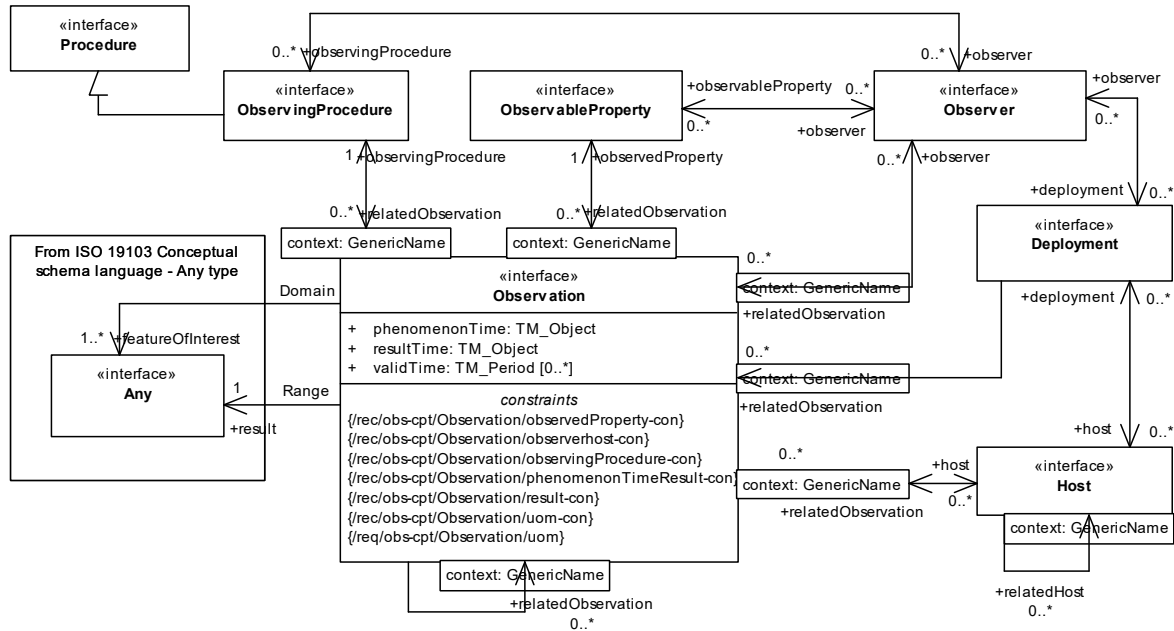 «interface»
Procedure
0..*
+observingProcedure
0..*
+observer
«interface»
ObservingProcedure
«interface»
ObservableProperty
+observableProperty
0..*
0..*
+observer
«interface»
Observer
+observer
0..*
1
+observingProcedure
1
+observedProperty
0..*
+observer
0..*
+relatedObservation
0..*
+relatedObservation
+deployment
0..*
context: GenericName
context: GenericName
«interface»
Deployment
From ISO 19103 Conceptual
schema language - Any type
Domain
1..*
+featureOfInterest
«interface»
Any
Range
1
+result
«interface»
Observation
+ phenomenonTime: TM_Object
+ resultTime: TM_Object
+ validTime: TM_Period [0..*]
constraints
{/rec/obs-cpt/Observation/observedProperty-con}
{/rec/obs-cpt/Observation/observerhost-con}
{/rec/obs-cpt/Observation/observingProcedure-con}
{/rec/obs-cpt/Observation/phenomenonTimeResult-con}
{/rec/obs-cpt/Observation/result-con}
{/rec/obs-cpt/Observation/uom-con}
{/req/obs-cpt/Observation/uom}
0..*
context: GenericName
+relatedObservation
0..*
context: GenericName
+relatedObservation
+deployment
0..*
+host
0..*
0..*
context: GenericName
+relatedObservation
+host
0..*
«interface»
Host
context: GenericName
+relatedHost
0..*
context: GenericName
+relatedObservation
0..*